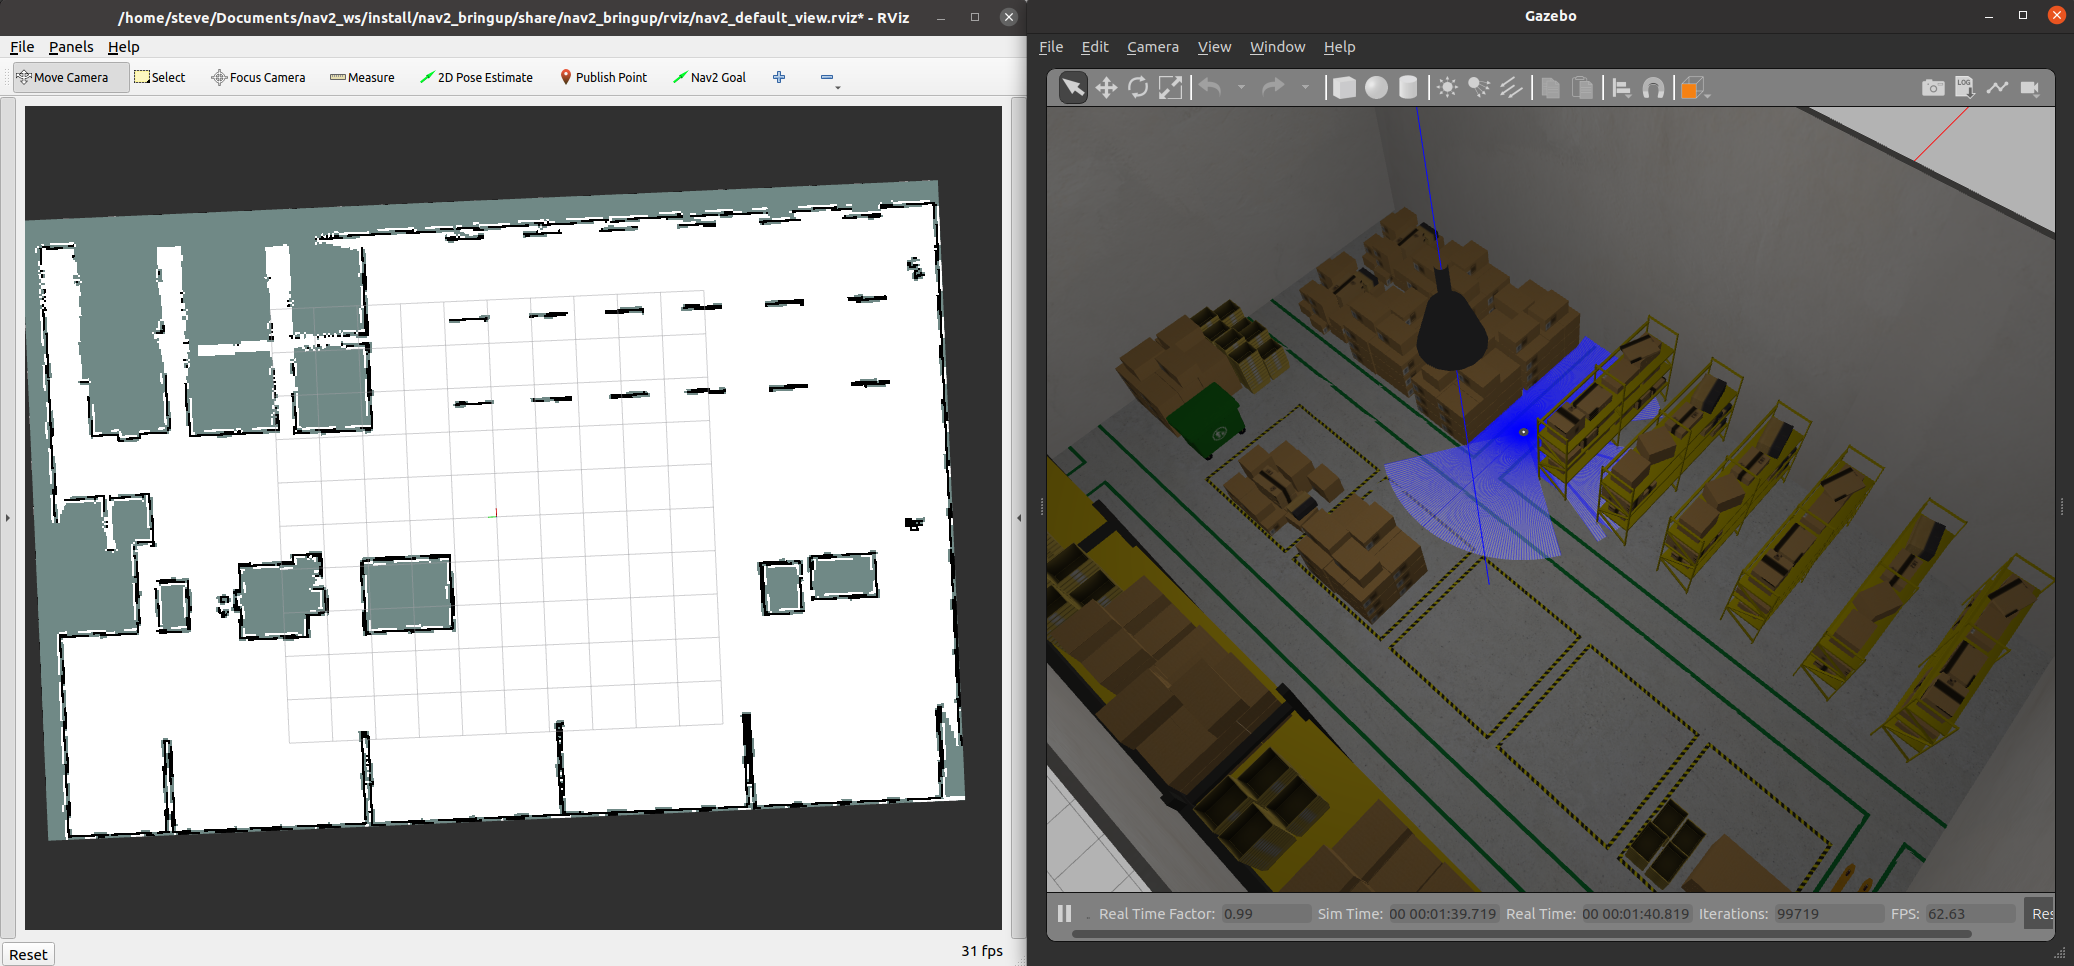 /home/steve/Documents/nav2_ws/install/nav2_bringup/share/nav2_bringup/rviz/nav2_default_view.rviz* - RViz
File Panels Help
Move Camera Select Focus Camera Measure 2D Pose Estimate Publish Point Nav2 Goal
Reset
31 fps
Gazebo
File Edit Camera View Window Help
LOG
Real Time Factor: 0.99 Sim Time: 00 00:01:39.719 Real Time: 00 00:01:40.819 Iterations: 99719 FPS: 62.63 Res